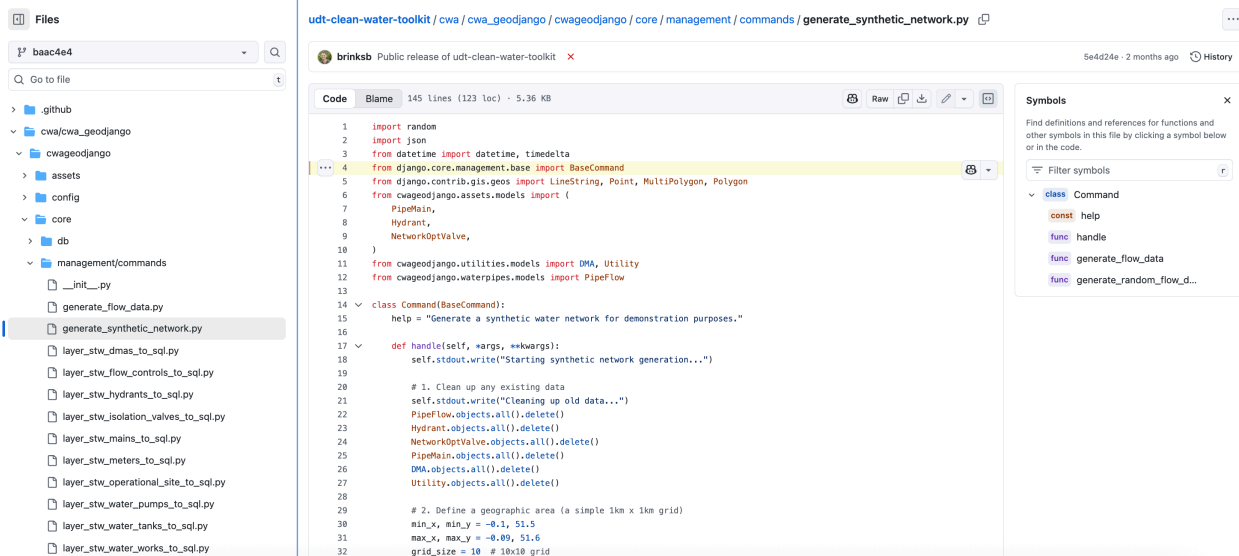 Files
baac4e4
Go to file
t
.github
cwa/cwa_geodjango
cwageodjango
assets
config
core
db
management/commands
__init__.py
generate_flow_data.py
generate_synthetic_network.py
layer_stw_dmas_to_sql.py
layer_stw_flow_controls_to_sql.py
layer_stw_hydrants_to_sql.py
layer_stw_isolation_valves_to_sql.py
layer_stw_mains_to_sql.py
layer_stw_meters_to_sql.py
layer_stw_operational_site_to_sql.py
layer_stw_water_pumps_to_sql.py
layer_stw_water_tanks_to_sql.py
layer_stw_water_works_to_sql.py
udt-clean-water-toolkit / cwa / cwa_geodjango / cwageodjango / core / management / commands / generate_synthetic_network.py
brinksb Public release of udt-clean-water-toolkit
5e4d24e · 2 months ago History
Code Blame 145 lines (123 loc) · 5.36 KB Raw
1 import random
2 import json
3 from datetime import datetime, timedelta
4 from django.core.management.base import BaseCommand
5 from django.contrib.gis.geos import LineString, Point, MultiPolygon, Polygon
6 from cwageodjango.assets.models import (
7     PipeMain,
8     Hydrant,
9     NetworkOptValve,
10 )
11 from cwageodjango.utilities.models import DMA, Utility
12 from cwageodjango.waterpipes.models import PipeFlow
13
14 class Command(BaseCommand):
15     help = "Generate a synthetic water network for demonstration purposes."
16
17     def handle(self, *args, **kwargs):
18         self.stdout.write("Starting synthetic network generation...")
19
20         # 1. Clean up any existing data
21         self.stdout.write("Cleaning up old data...")
22         PipeFlow.objects.all().delete()
23         Hydrant.objects.all().delete()
24         NetworkOptValve.objects.all().delete()
25         PipeMain.objects.all().delete()
26         DMA.objects.all().delete()
27         Utility.objects.all().delete()
28
29         # 2. Define a geographic area (a simple 1km x 1km grid)
30         min_x, min_y = -0.1, 51.5
31         max_x, max_y = -0.09, 51.6
32         grid_size = 10  # 10x10 grid
Symbols
Find definitions and references for functions and
other symbols in this file by clicking a symbol below
or in the code.
Filter symbols
r
class Command
const help
func handle
func generate_flow_data
func generate_random_flow_d...